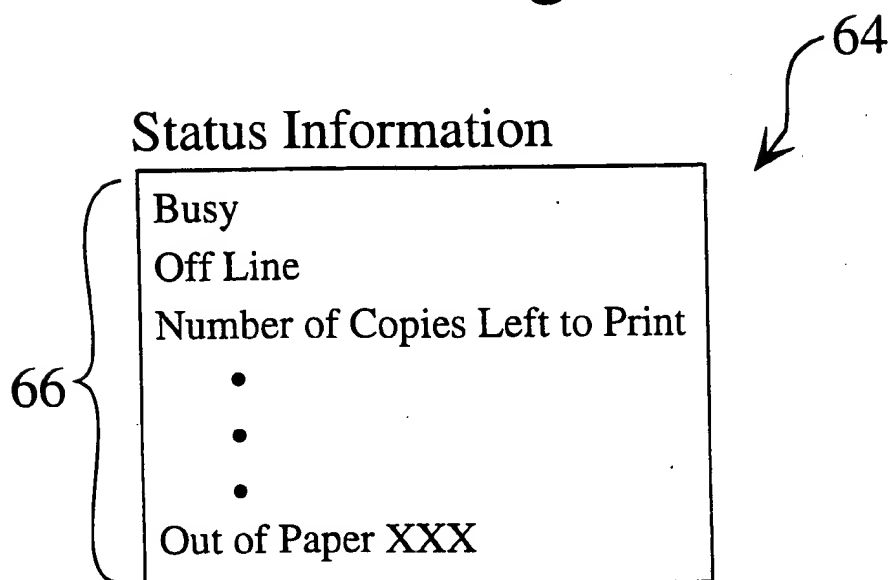 64
Status Information
Busy
Off Line
Number of Copies Left to Print
66
•
•
•
Out of Paper XXX